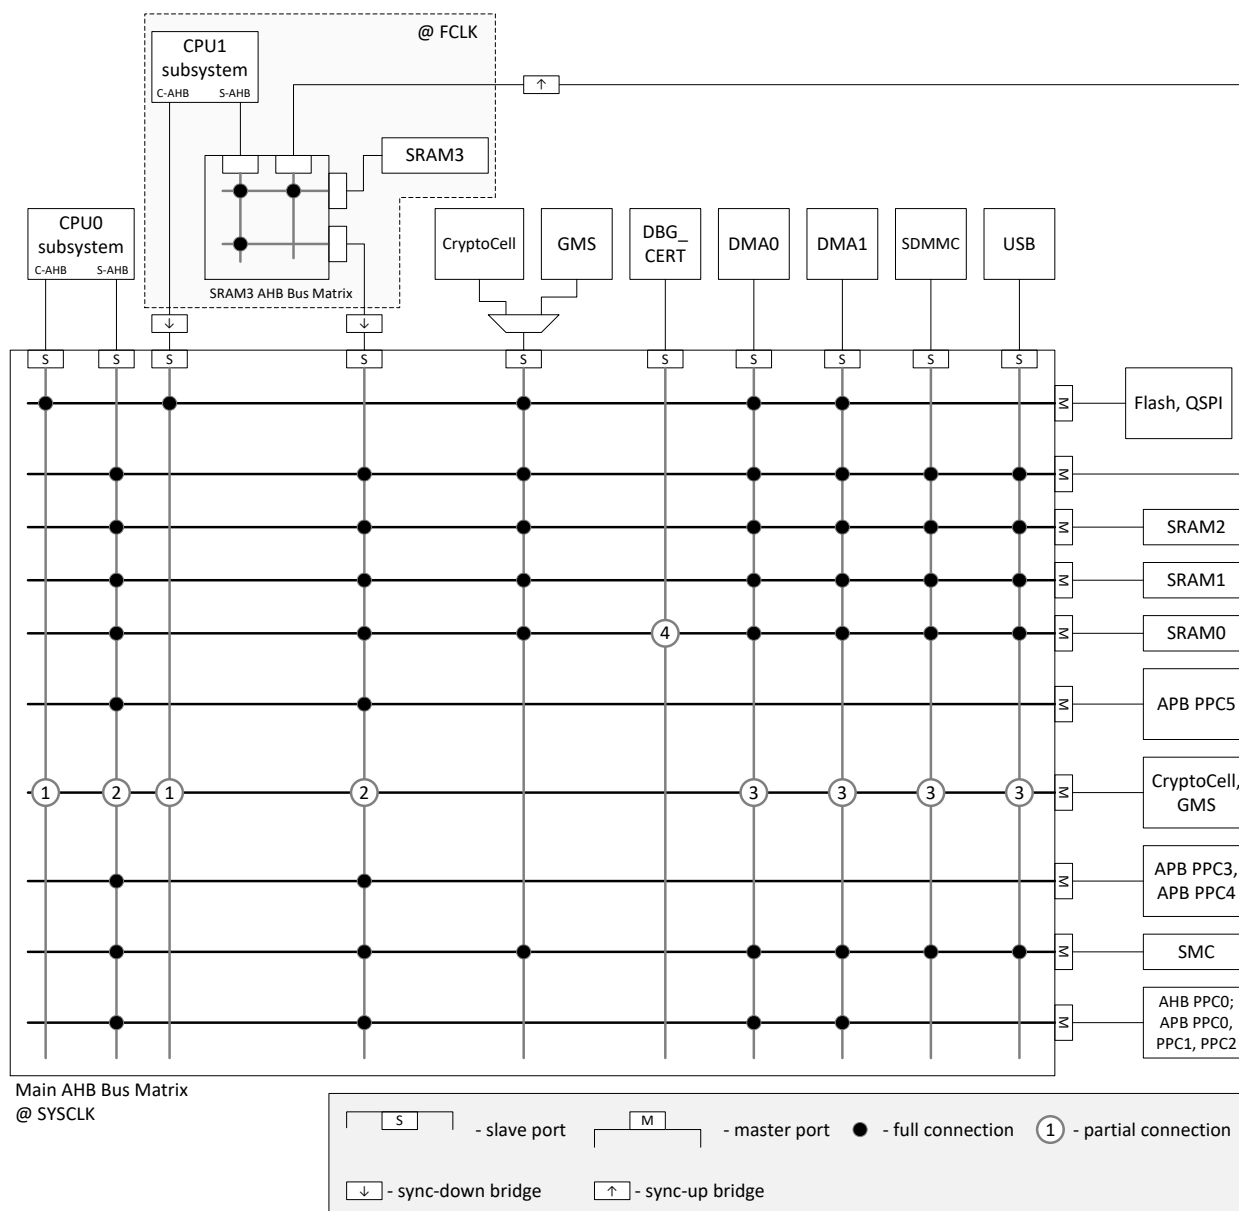 @ FCLK
CPU1
subsystem
C-AHB S-AHB
SRAM3
CPU0
subsystem
C-AHB S-AHB
SRAM3 AHB Bus Matrix
CryptoCell
GMS
DBG_
CERT
DMA0
DMA1
SDMMC
USB
S S S S S S S S S S
M
Flash, QSPI
M
M
SRAM2
M
SRAM1
4
M
SRAM0
M
APB PPC5
1 2 1 2 3 3 3 3
M
CryptoCell,
GMS
M
APB PPC3,
APB PPC4
M
SMC
M
AHB PPC0;
APB PPC0,
PPC1, PPC2
Main AHB Bus Matrix
@ SYSCLK
S - slave port
M - master port
- full connection
1 - partial connection
↓ - sync-down bridge
↑ - sync-up bridge